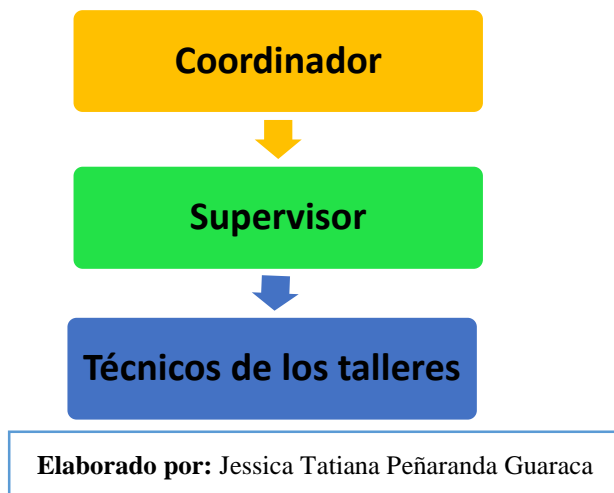 Coordinador
Supervisor
Técnicos de los talleres
Elaborado por: Jessica Tatiana Peñaranda Guaraca